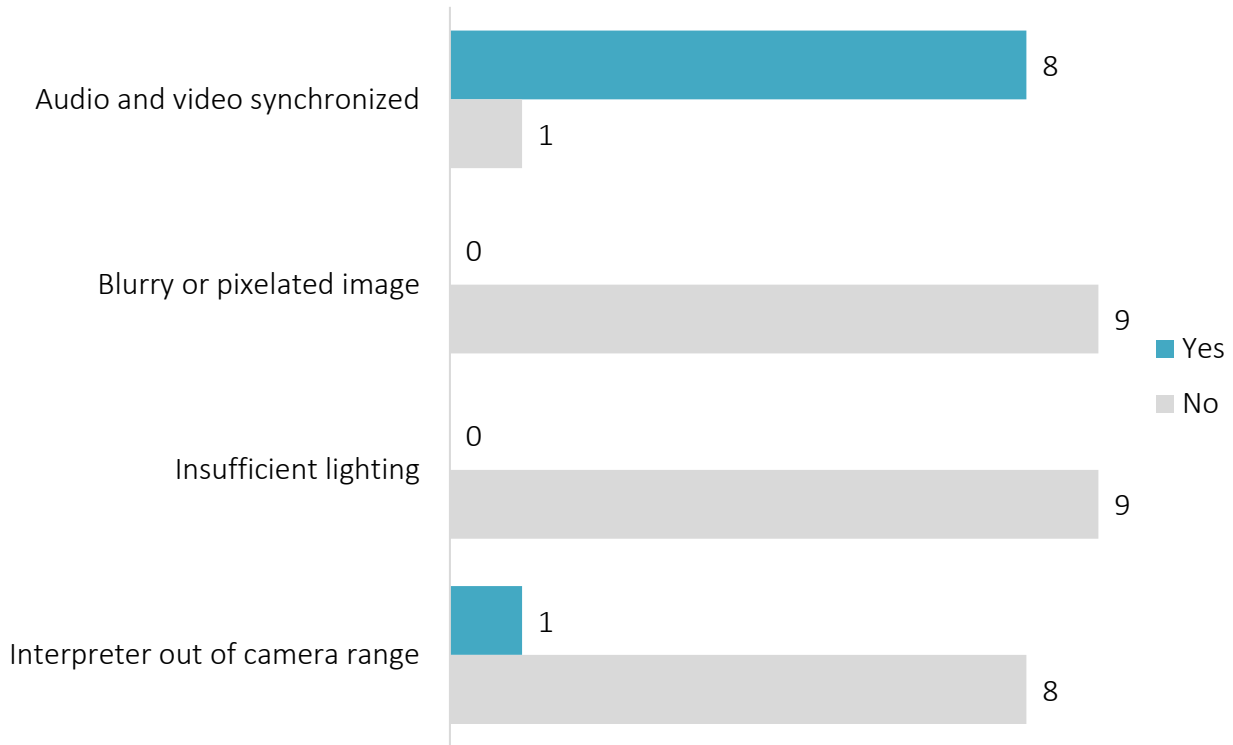 8
Audio and video synchronized
1
0
Blurry or pixelated image
9
Yes
No
0
Insufficient lighting
9
1
Interpreter out of camera range
8